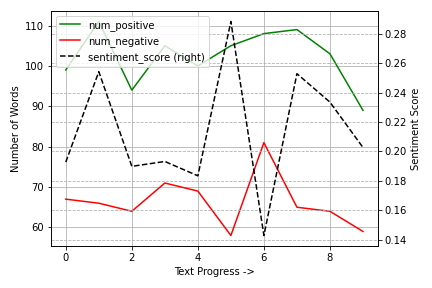 num_positive
num_negative
sentiment_score (right)
Number of Words
110
100
90
80
70
60
0.28
0.26
0.24
0.22
0.20
0.18
0.16
0.14
Sentiment Score
0 2 4 6 8
Text Progress ->